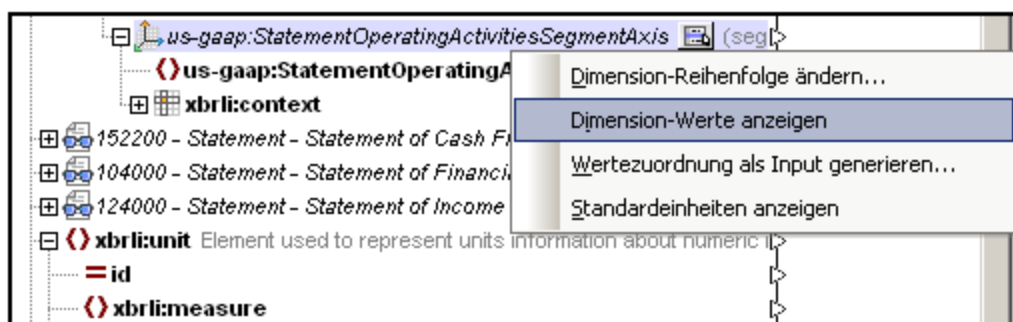 us-gaap:StatementOperatingActivitiesSegmentAxis (seg
us-gaap:StatementOperatingA
xbrli:context
152200 - Statement - Statement of Cash F
104000 - Statement - Statement of Financi
124000 - Statement - Statement of Income
xbrli:unit Element used to represent units information about numeric i
id
xbrli:measure
Dimension-Reihenfolge ändern...
Dimension-Werte anzeigen
Wertezuordnung als Input generieren...
Standardeinheiten anzeigen